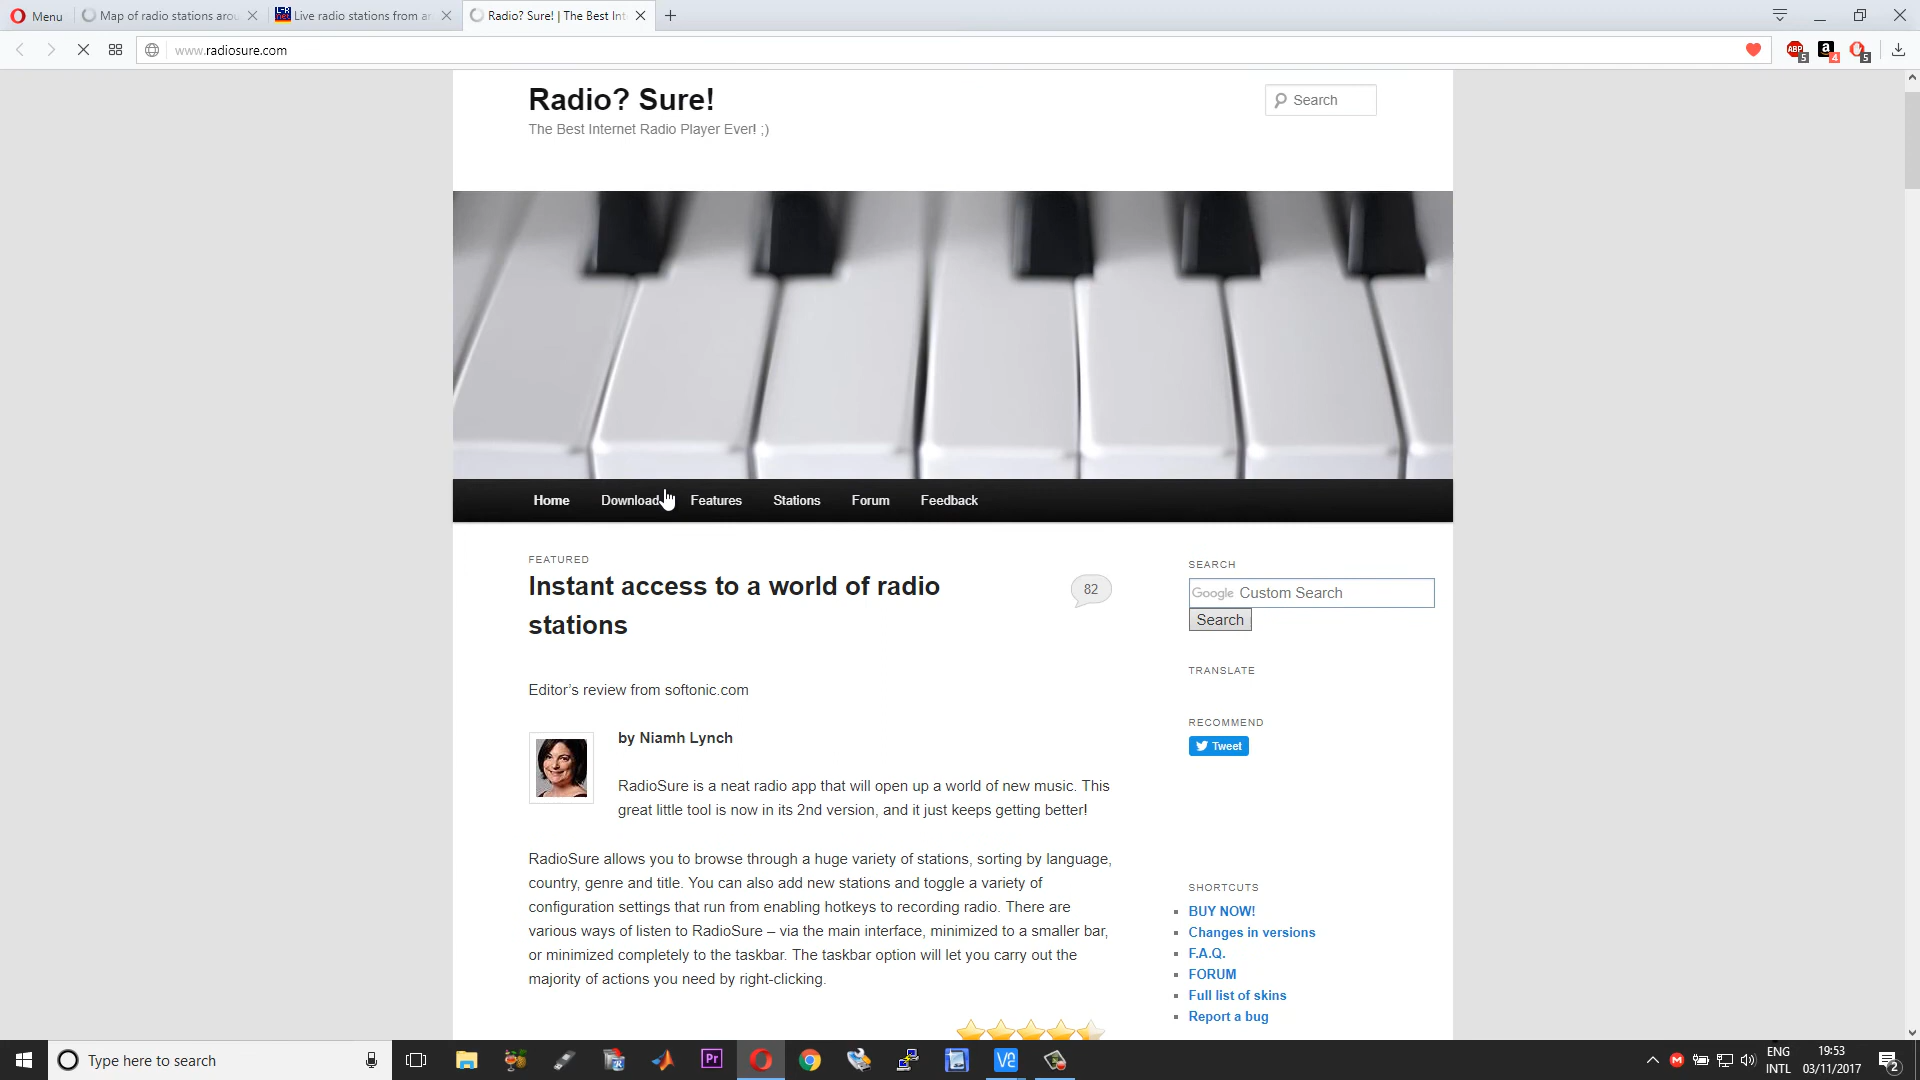 Menu
Map of radio stations arou
Live radio stations from ar
Radio? Sure! | The Best Int
www.radiosure.com
ABP
5
a
4
5
Radio? Sure!
The Best Internet Radio Player Ever! ;)
Search
Home
Download
Features
Stations
Forum
Feedback
FEATURED
Instant access to a world of radio
stations
82
Editor’s review from softonic.com
by Niamh Lynch
RadioSure is a neat radio app that will open up a world of new music. This
great little tool is now in its 2nd version, and it just keeps getting better!
RadioSure allows you to browse through a huge variety of stations, sorting by language,
country, genre and title. You can also add new stations and toggle a variety of
configuration settings that run from enabling hotkeys to recording radio. There are
various ways of listen to RadioSure – via the main interface, minimized to a smaller bar,
or minimized completely to the taskbar. The taskbar option will let you carry out the
majority of actions you need by right-clicking.
SEARCH
Google Custom Search
Search
TRANSLATE
RECOMMEND
Tweet
SHORTCUTS
BUY NOW!
Changes in versions
F.A.Q.
FORUM
Full list of skins
Report a bug
Type here to search
Pr
ENG
INTL
19:53
03/11/2017
2